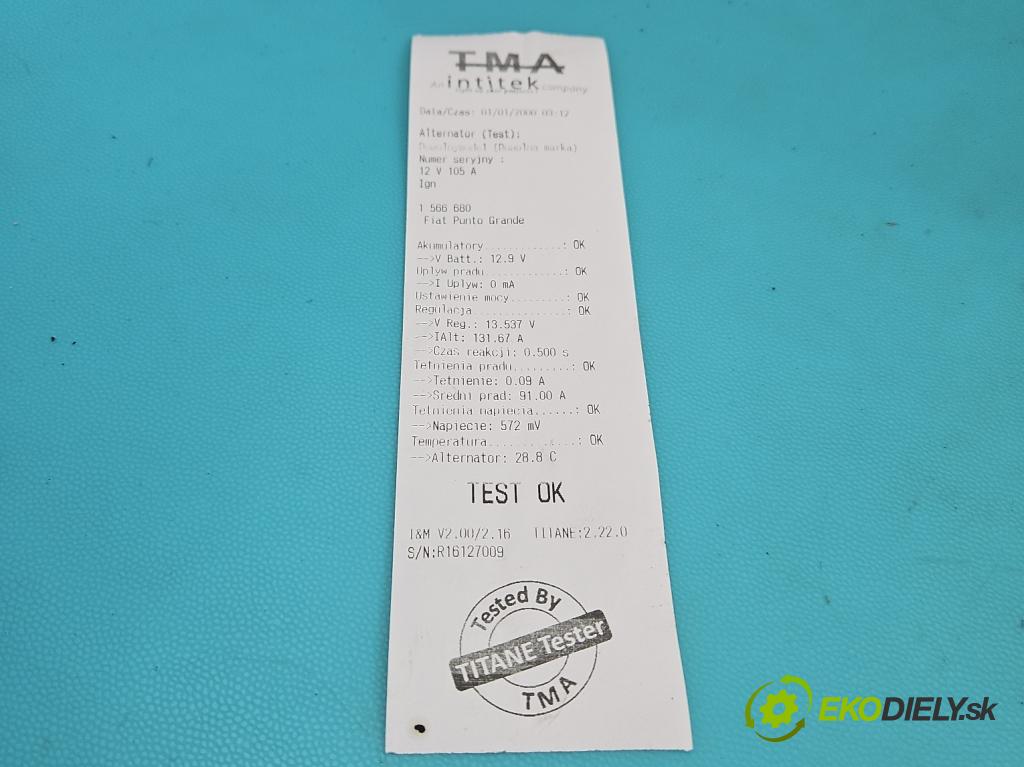 TMA
An intitek company
Data/Czas: 01/01/2000 03:12
Alternator (Test):
(Dowolna marka)
Numer seryjny :
12 V 105 A
Ign
1 566 680
Fiat Punto Grande
Akumulatory............: OK
-->V Batt.: 12.9 V
Uplyw pradu............: OK
-->I Uplyw: 0 mA
Ustawienie mocy........: OK
Regulacja..............: OK
-->V Reg.: 13.537 V
-->IAlt: 131.67 A
-->Czas reakcji: 0.500 s
Tetnienia pradu........: OK
-->Tetnienie: 0.09 A
-->Sredni prad: 91.00 A
Tetnienia napiecia.....: OK
-->Napiecie: 572 mV
Temperatura............: OK
-->Alternator: 28.8 C
TEST OK
I&M V2.00/2.16 TITANE:2.22.0
S/N:R16127009
Tested By
TITANE Tester
TMA
EKODIELY.sk